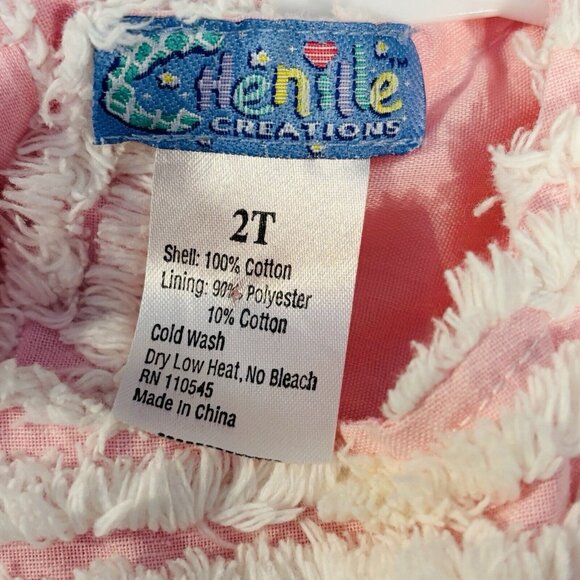 Chenille™
CREATIONS
2T
Shell: 100% Cotton
Lining: 90% Polyester
10% Cotton
Cold Wash
Dry Low Heat, No Bleach
RN 110545
Made in China